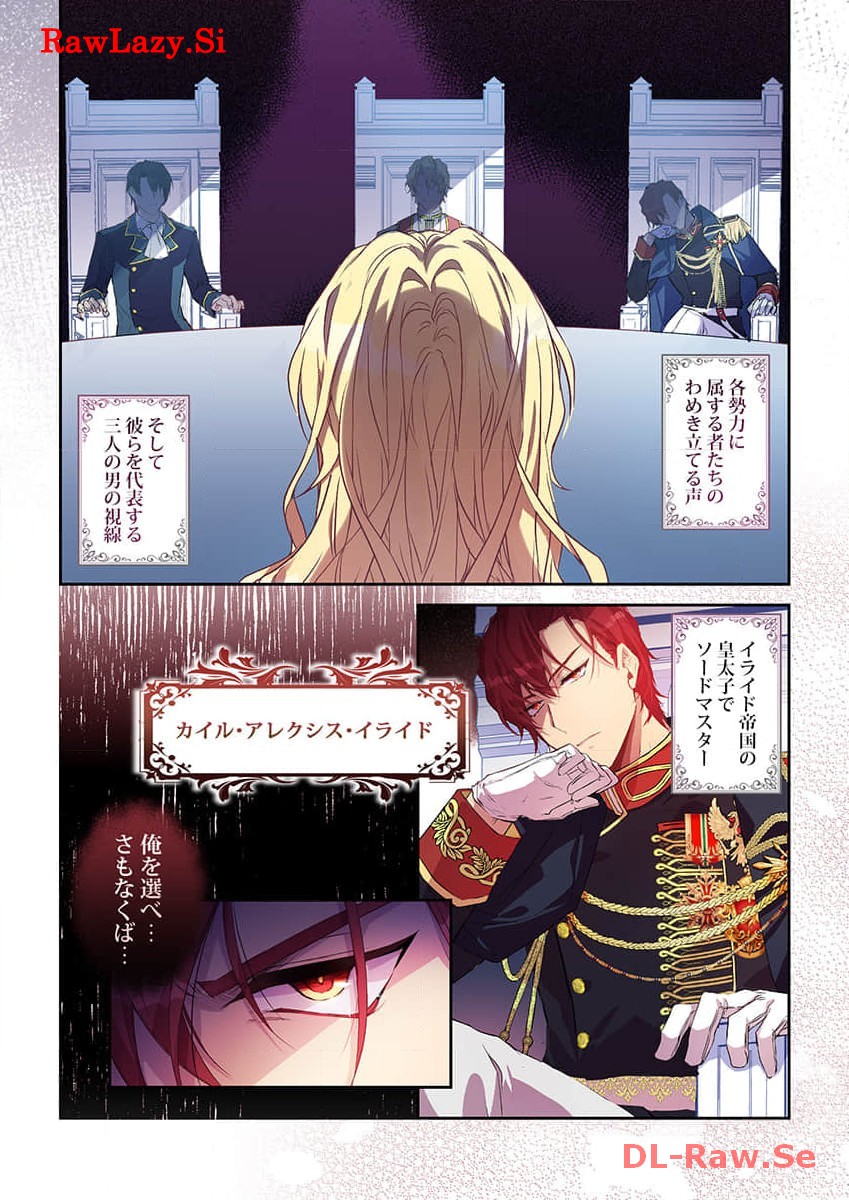 RawLazy.Si
各勢力に
属する者たちの
わめき立てる声
そして
彼らを代表する
三人の男の視線
イライド帝国の
皇太子で
ソードマスター
カイル・アレクシス・イライド
俺を選べ…
さもなくば…
DL-Raw.Se